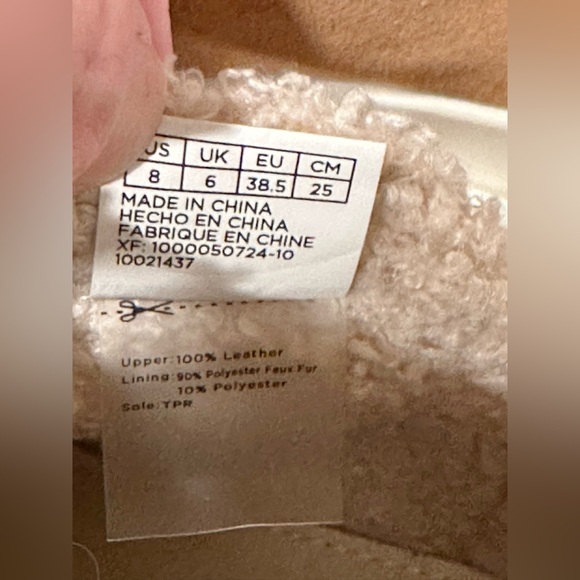 US UK EU CM
8 6 38.5 25
MADE IN CHINA
HECHO EN CHINA
FABRIQUE EN CHINE
XF: 1000050724-10
10021437
Upper: 100% Leather
Lining: 90% Polyester Faux Fur
10% Polyester
Sole: TPR